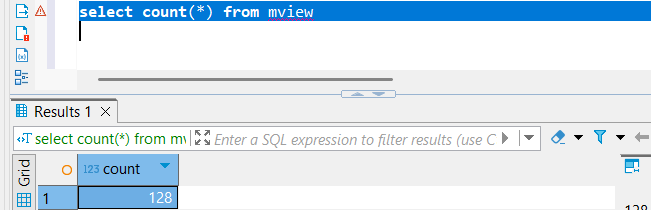 select count(*) from mview
Results 1
select count(*) from mv
Enter a SQL expression to filter results (use C
Grid
123 count
1
128
128